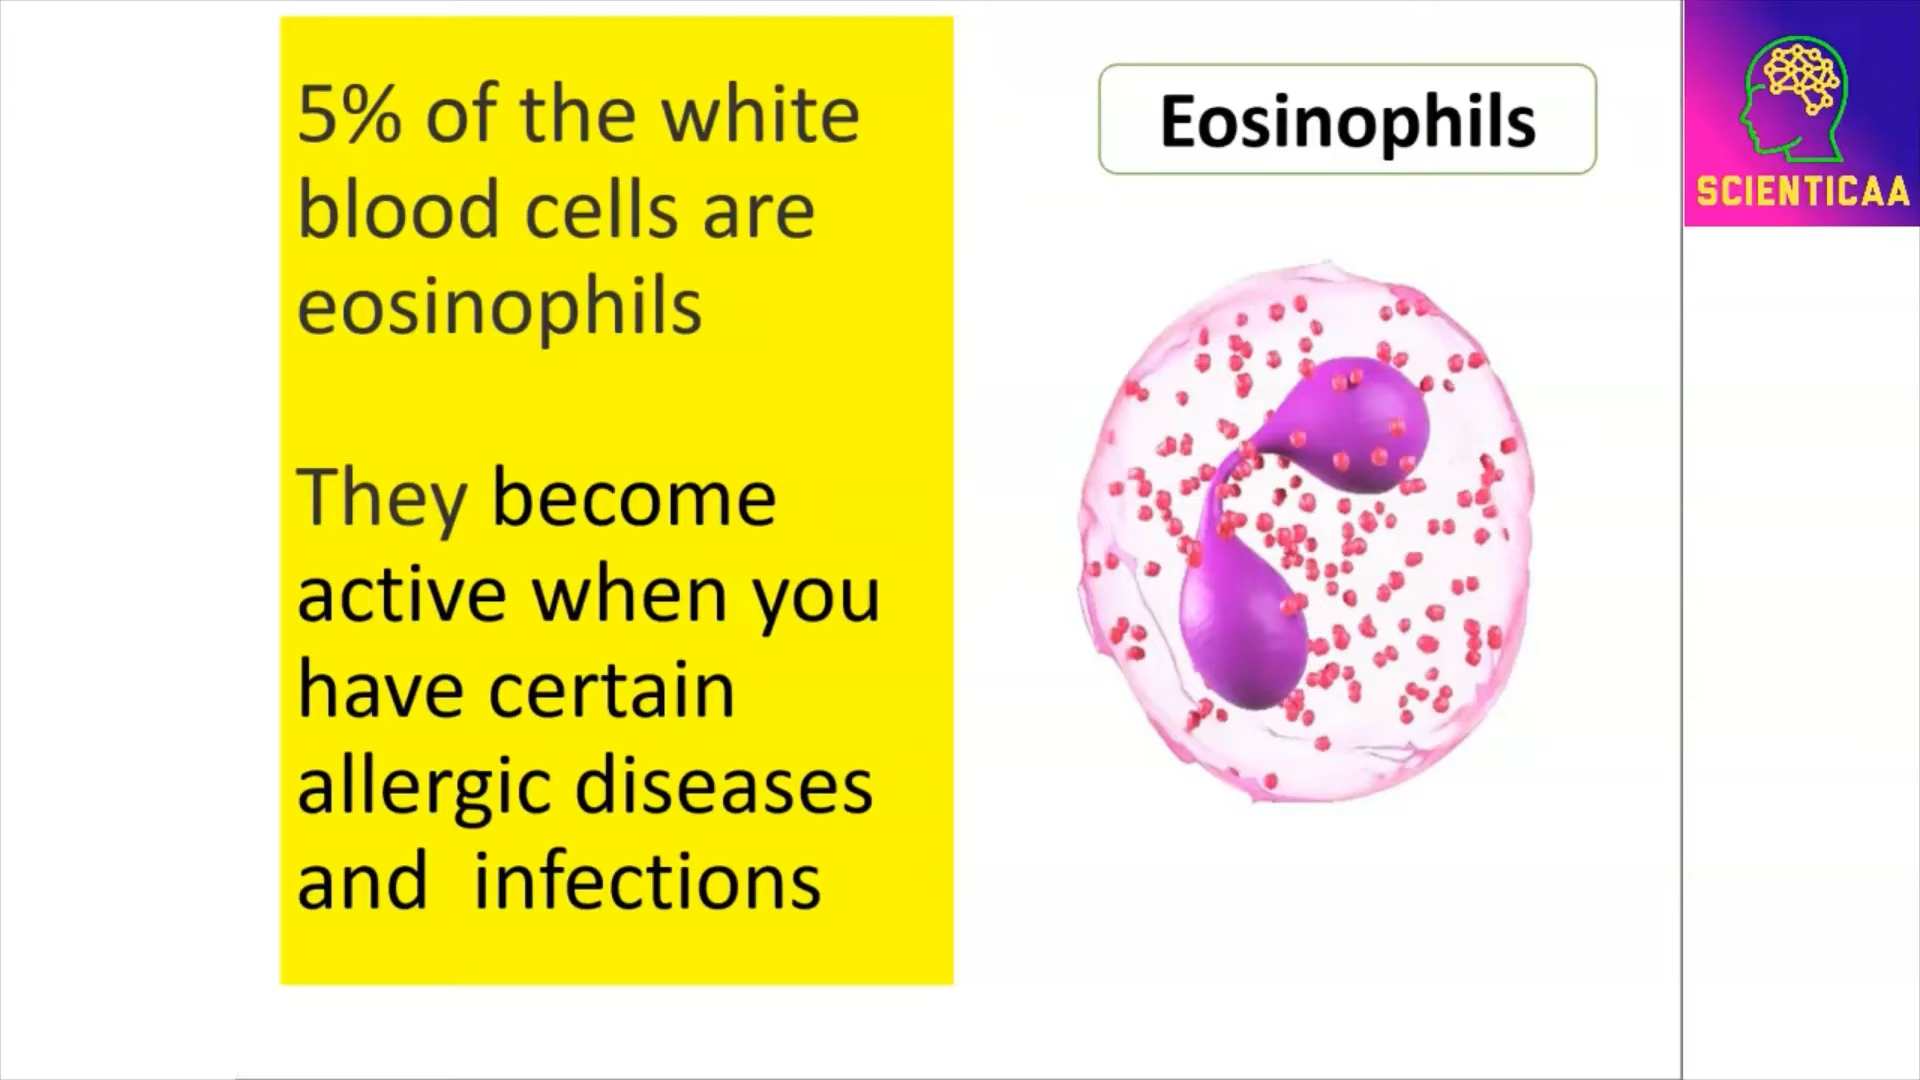 5% of the white
blood cells are
eosinophils
They become
active when you
have certain
allergic diseases
and  infections
Eosinophils
SCIENTICAA